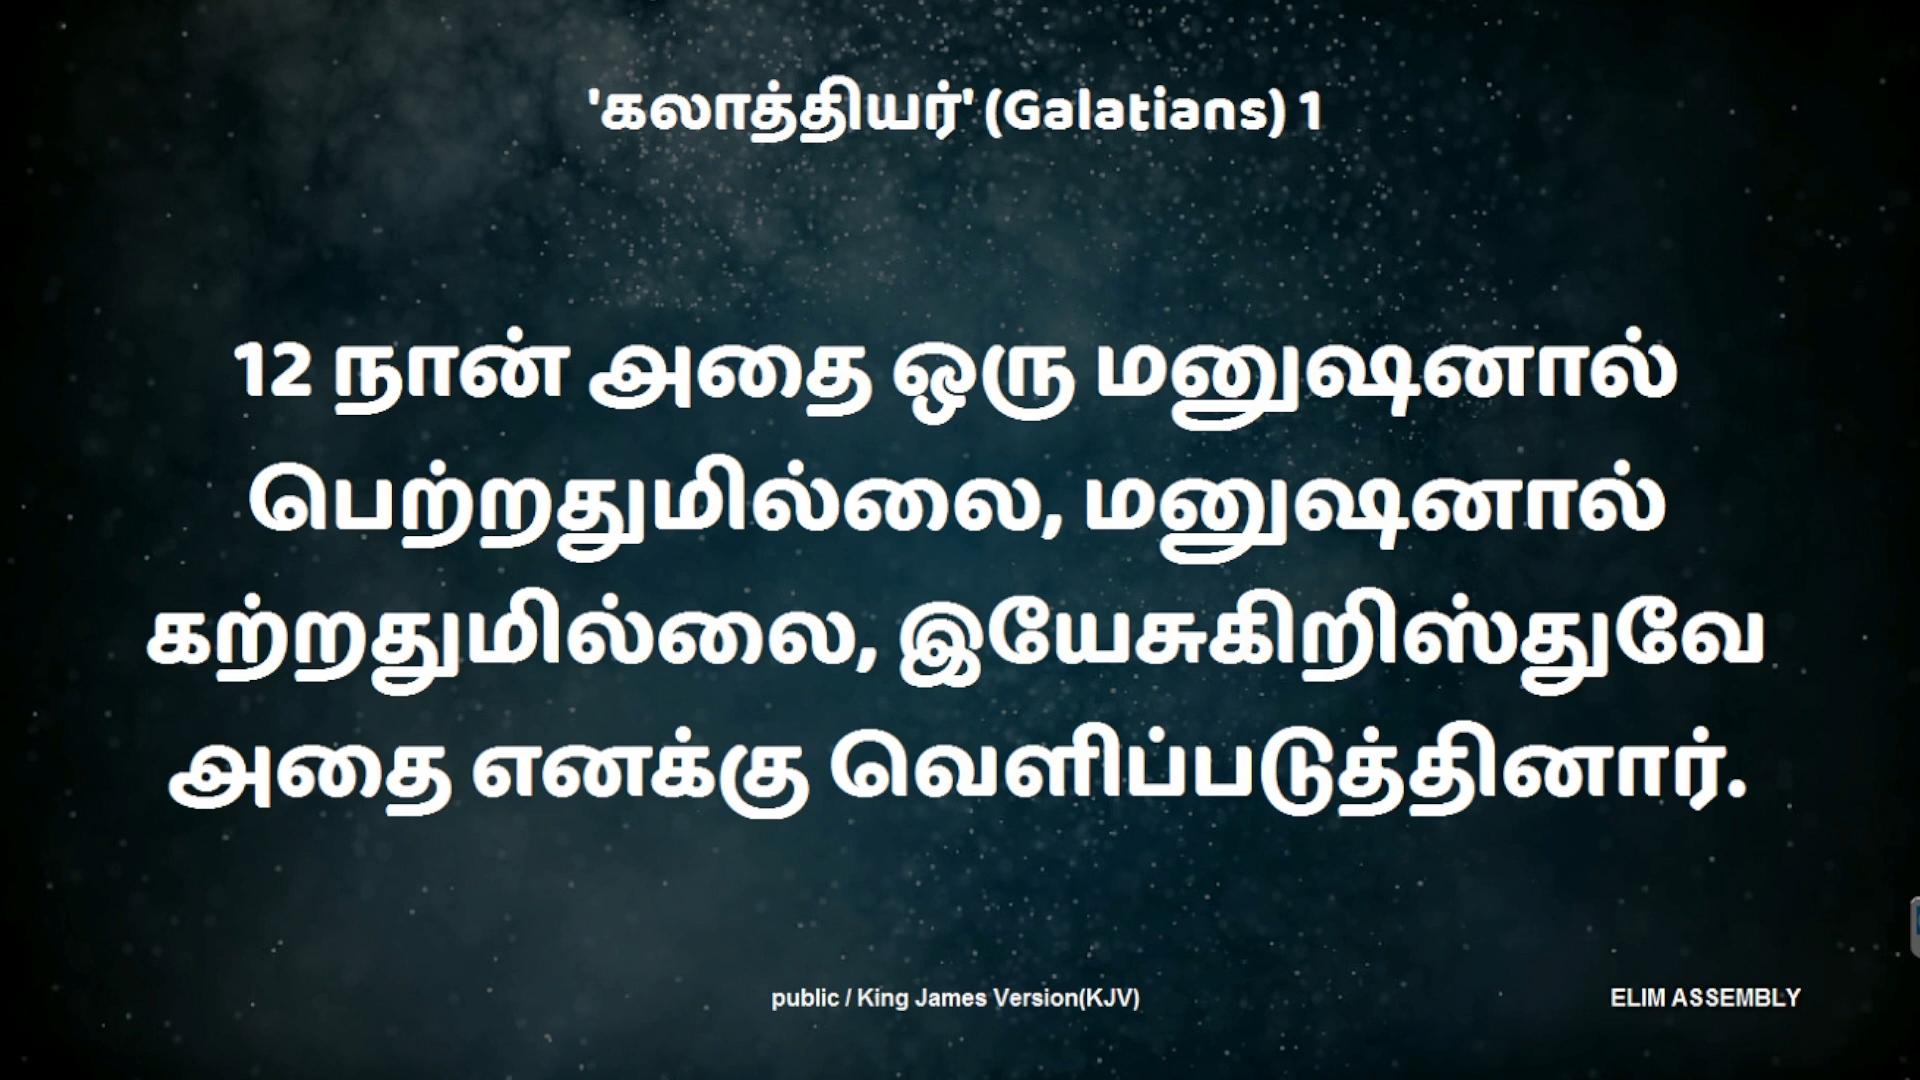 'கலாத்தியர்' (Galatians) 1
12 நான் அதை ஒரு மனுஷனால்
பெற்றதுமில்லை, மனுஷனால்
கற்றதுமில்லை, இயேசுகிறிஸ்துவே
அதை எனக்கு வெளிப்படுத்தினார்.
public / King James Version(KJV)
ELIM ASSEMBLY